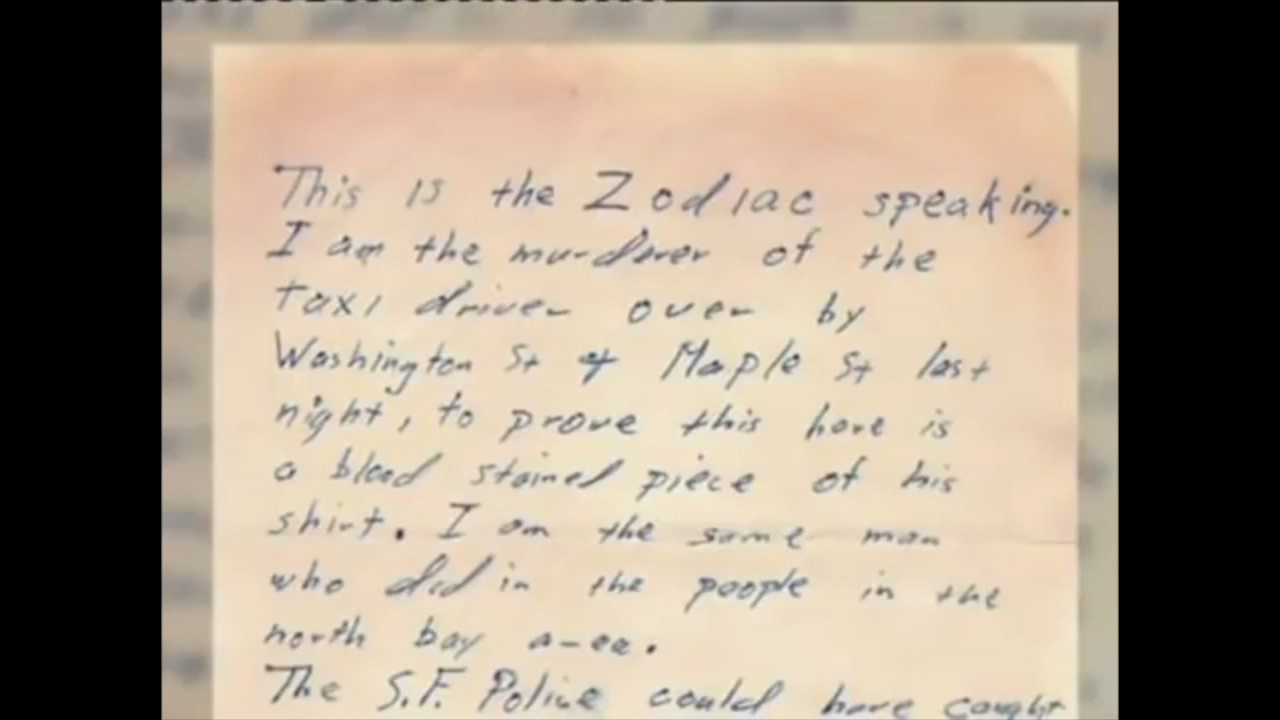 This is the Zodiac speaking.
I am the murderer of the
taxi driver over by
Washington St & Maple St last
night, to prove this here is
a blood stained piece of his
shirt. I am the same man
who did in the people in the
north bay area.
The S.F. Police could have caught